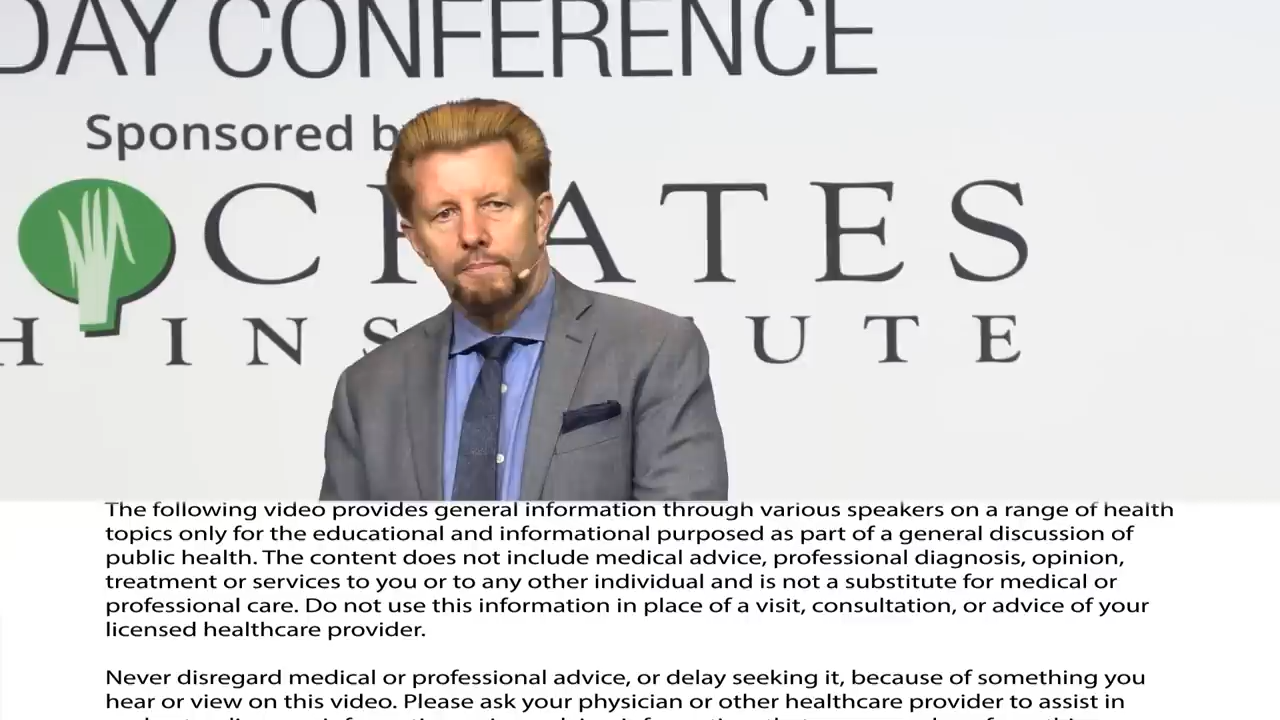 DAY CONFERENCE
Sponsored b
OC ATES
H INS UTE
The following video provides general information through various speakers on a range of health
topics only for the educational and informational purposed as part of a general discussion of
public health. The content does not include medical advice, professional diagnosis, opinion,
treatment or services to you or to any other individual and is not a substitute for medical or
professional care. Do not use this information in place of a visit, consultation, or advice of your
licensed healthcare provider.
Never disregard medical or professional advice, or delay seeking it, because of something you
hear or view on this video. Please ask your physician or other healthcare provider to assist in